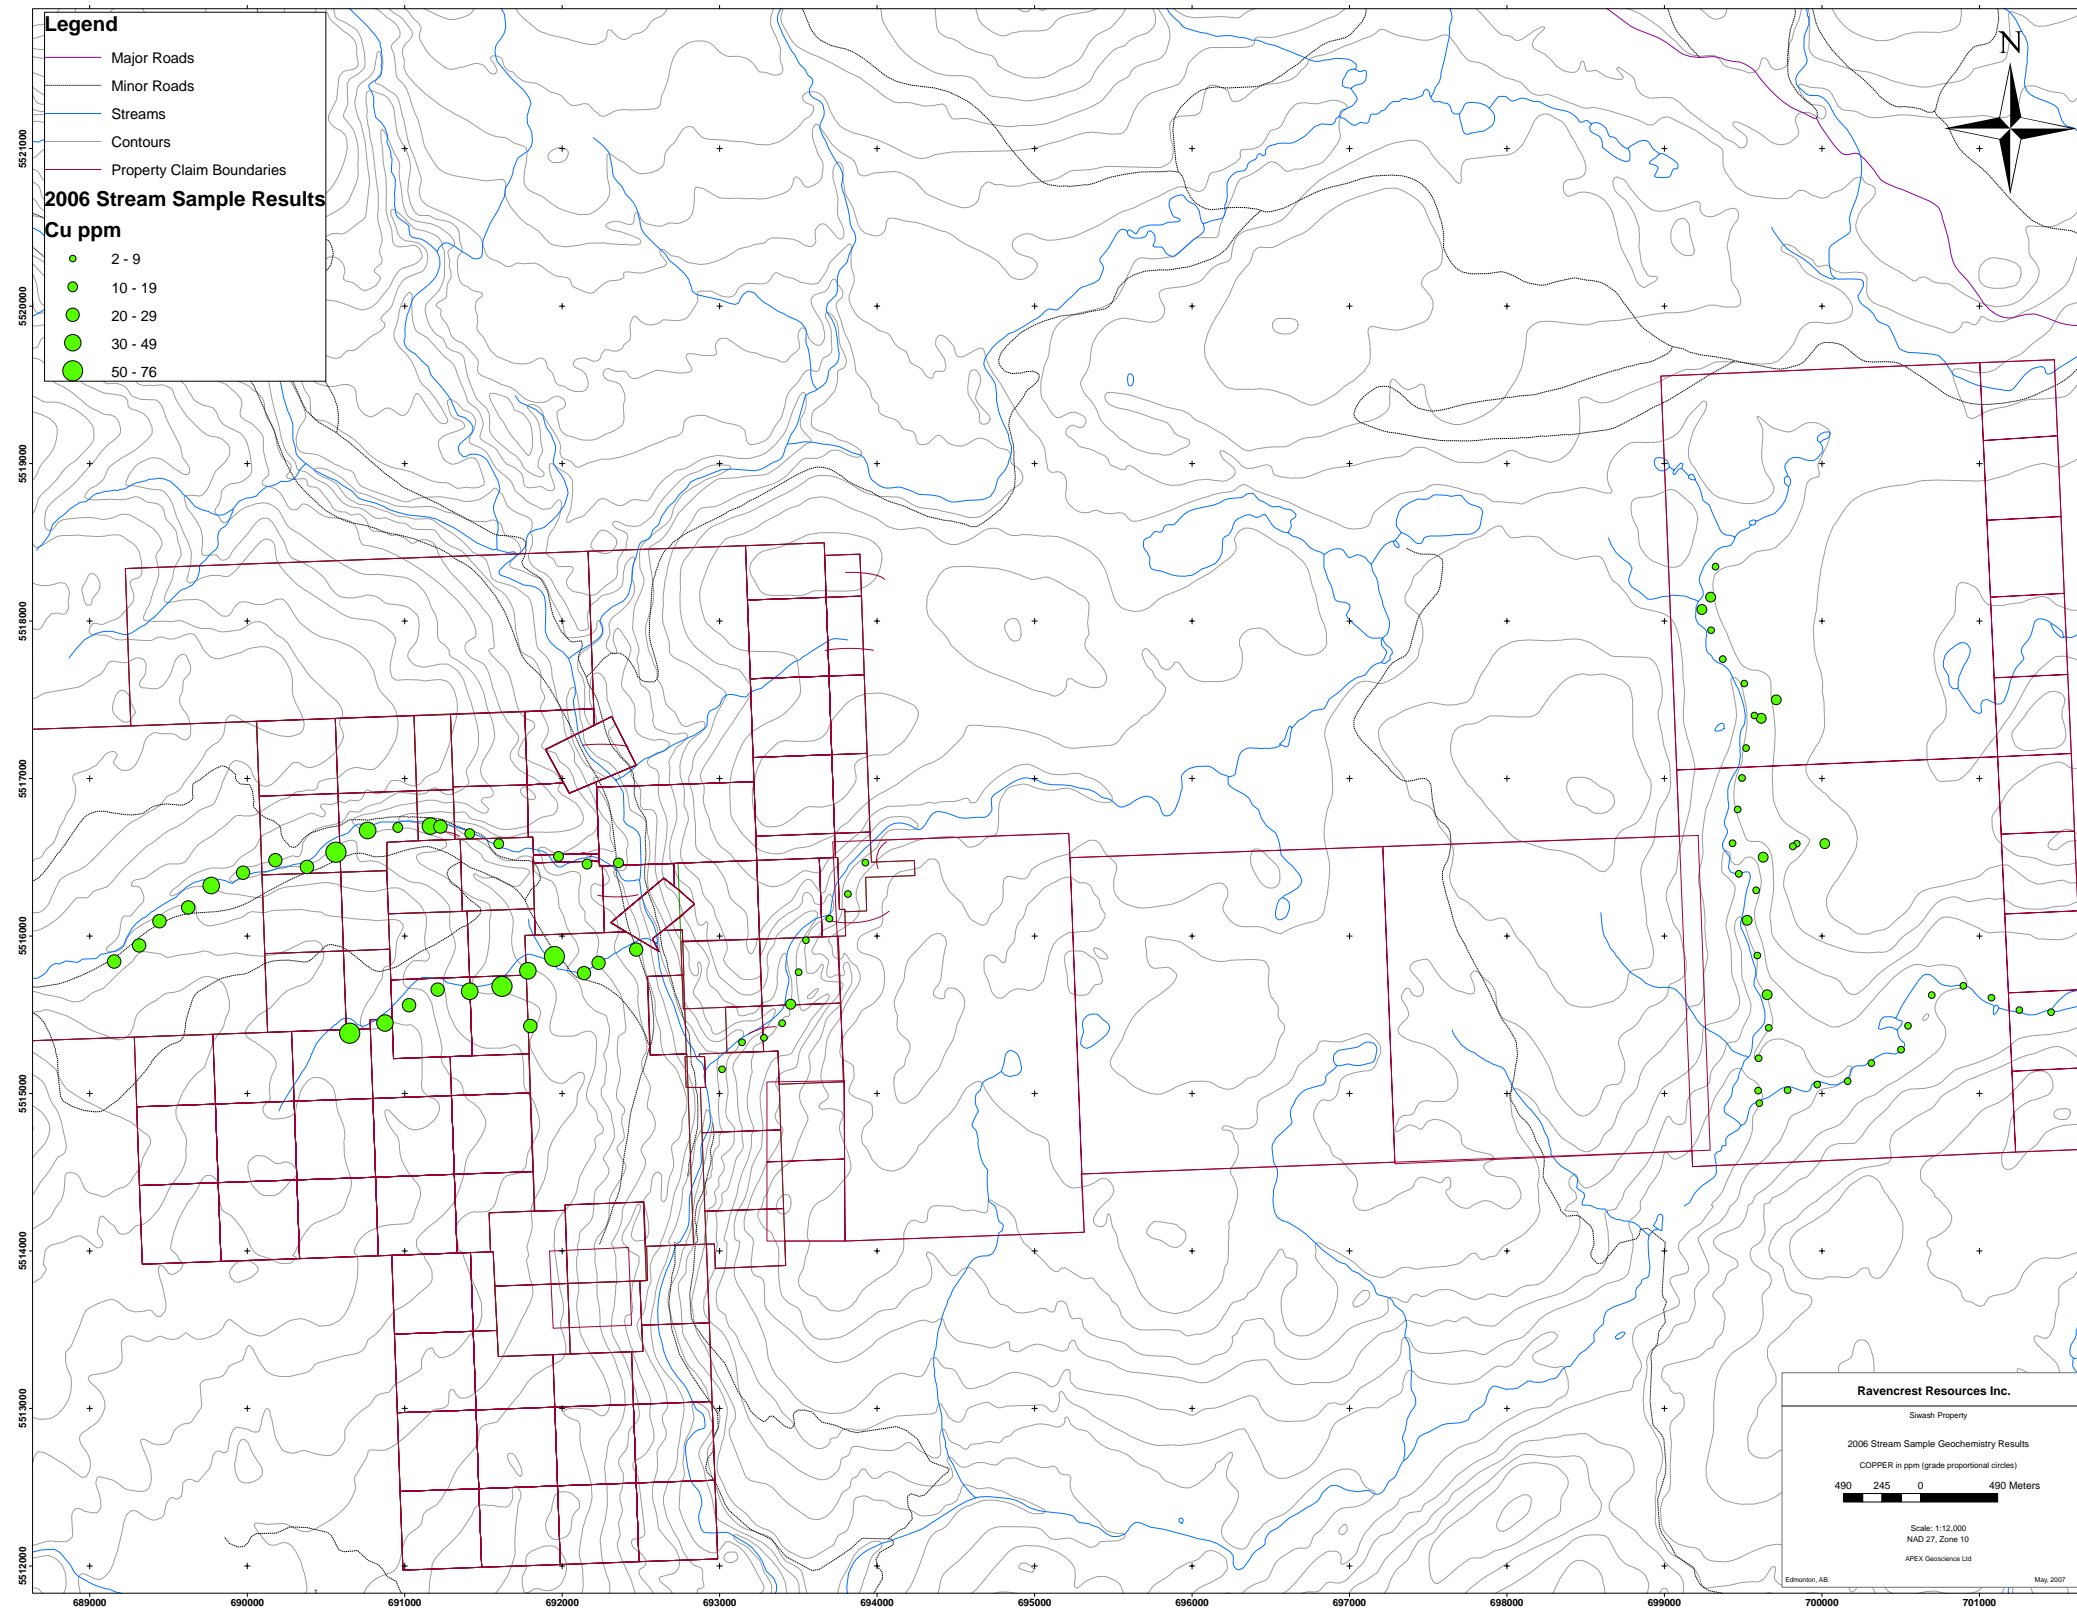 Legend
Major Roads
Minor Roads
Streams
Contours
Property Claim Boundaries
2006 Stream Sample Results
Cu ppm
2 - 9
10 - 19
20 - 29
30 - 49
50 - 76
N
5521000
5520000
5519000
5518000
5517000
5516000
5515000
5514000
5513000
5512000
689000 690000 691000 692000 693000 694000 695000 696000 697000 698000 699000 700000 701000
Ravencrest Resources Inc.
Siwash Property
2006 Stream Sample Geochemistry Results
COPPER in ppm (grade proportional circles)
490 245 0 490 Meters
Scale: 1:12,000
NAD 27, Zone 10
APEX Geoscience Ltd
Edmonton, AB. May, 2007